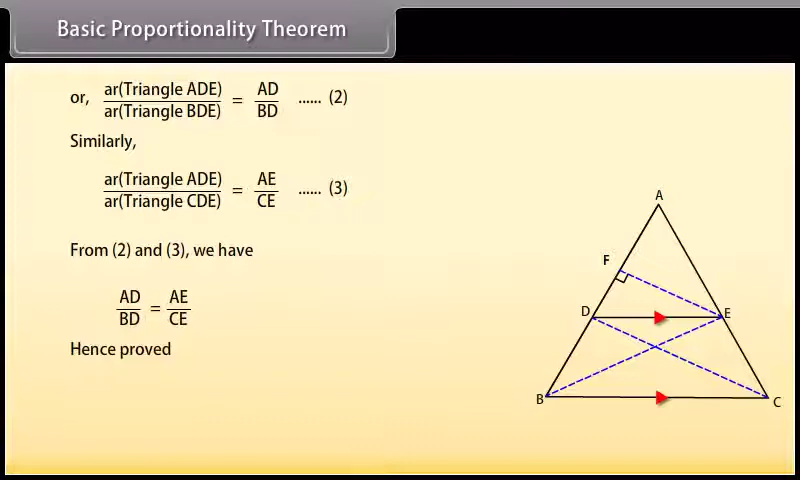 Basic Proportionality Theorem
or, ar(Triangle ADE) / ar(Triangle BDE) = AD / BD ...... (2)
Similarly,
ar(Triangle ADE) / ar(Triangle CDE) = AE / CE ...... (3)
From (2) and (3), we have
AD / BD = AE / CE
Hence proved
A
F
D
E
B
C